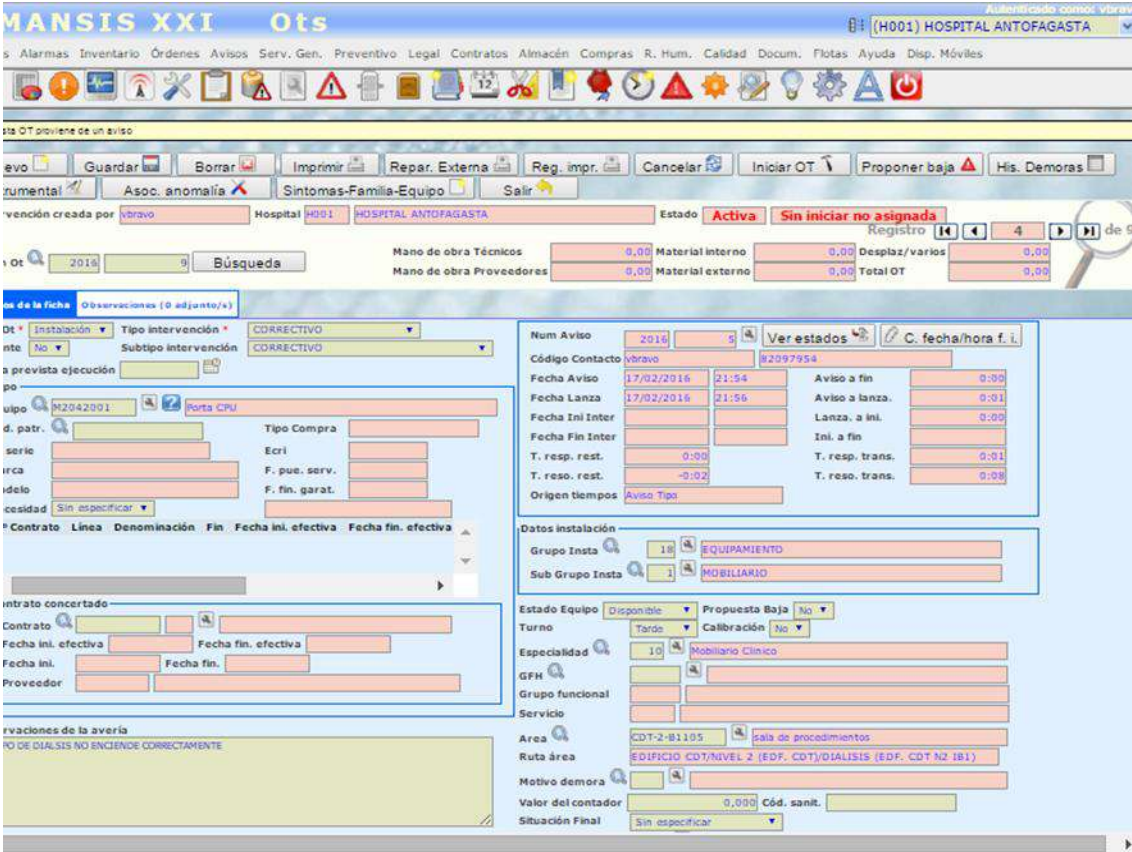 MANSIS XXI Ots
Autenticado como: vbrav
(H001) HOSPITAL ANTOFAGASTA
s Alarmas Inventario Órdenes Avisos Serv. Gen. Preventivo Legal Contratos Almacén Compras R. Hum. Calidad Docum. Flotas Ayuda Disp. Móviles
12
sta OT proviene de un aviso
evo Guardar Borrar Imprimir Repar. Externa Reg. impr. Cancelar Iniciar OT Proponer baja His. Demoras
trumental Asoc. anomalía Sintomas-Familia-Equipo Salir
rvención creada por vbravo Hospital H001 HOSPITAL ANTOFAGASTA Estado Activa Sin iniciar no asignada
Registro 4 de 9
n Ot 2016 9 Búsqueda
Mano de obra Técnicos 0,00 Material interno 0,00 Desplaz/varios 0,00
Mano de obra Proveedores 0,00 Material externo 0,00 Total OT 0,00
os de la ficha Observaciones (0 adjunto/s)
Ot * Instalación Tipo intervención * CORRECTIVO
nte No Subtipo intervención CORRECTIVO
a prevista ejecución
po
uipo M2042001 Porta CPU
d. patr. Tipo Compra
serie Ecri
rca F. pue. serv.
delo F. fin. garat.
cesidad Sin especificar
º Contrato Línea Denominación Fin Fecha ini. efectiva Fecha fin. efectiva
ntrato concertado
Contrato
Fecha ini. efectiva Fecha fin. efectiva
Fecha ini. Fecha fin.
Proveedor
rvaciones de la avería
PO DE DIALSIS NO ENCIENDE CORRECTAMENTE
Num Aviso 2016 5 Ver estados C. fecha/hora f. i.
Código Contacto vbravo 82097954
Fecha Aviso 17/02/2016 21:54 Aviso a fin 0:00
Fecha Lanza 17/02/2016 21:56 Aviso a lanza. 0:01
Fecha Ini Inter Lanza. a ini. 0:00
Fecha Fin Inter Ini. a fin
T. resp. rest. 0:00 T. resp. trans. 0:01
T. reso. rest. -0:02 T. reso. trans. 0:08
Origen tiempos Aviso Tipo
Datos instalación
Grupo Insta 18 EQUIPAMIENTO
Sub Grupo Insta 1 MOBILIARIO
Estado Equipo Disponible Propuesta Baja No
Turno Tarde Calibración No
Especialidad 10 Mobiliario Clinico
GFH
Grupo funcional
Servicio
Area CDT-2-B1105 sala de procedimientos
Ruta área EDIFICIO CDT/NIVEL 2 (EDF. CDT)/DIALISIS (EDF. CDT N2 IB1)
Motivo demora
Valor del contador 0,000 Cód. sanit.
Situación Final Sin especificar